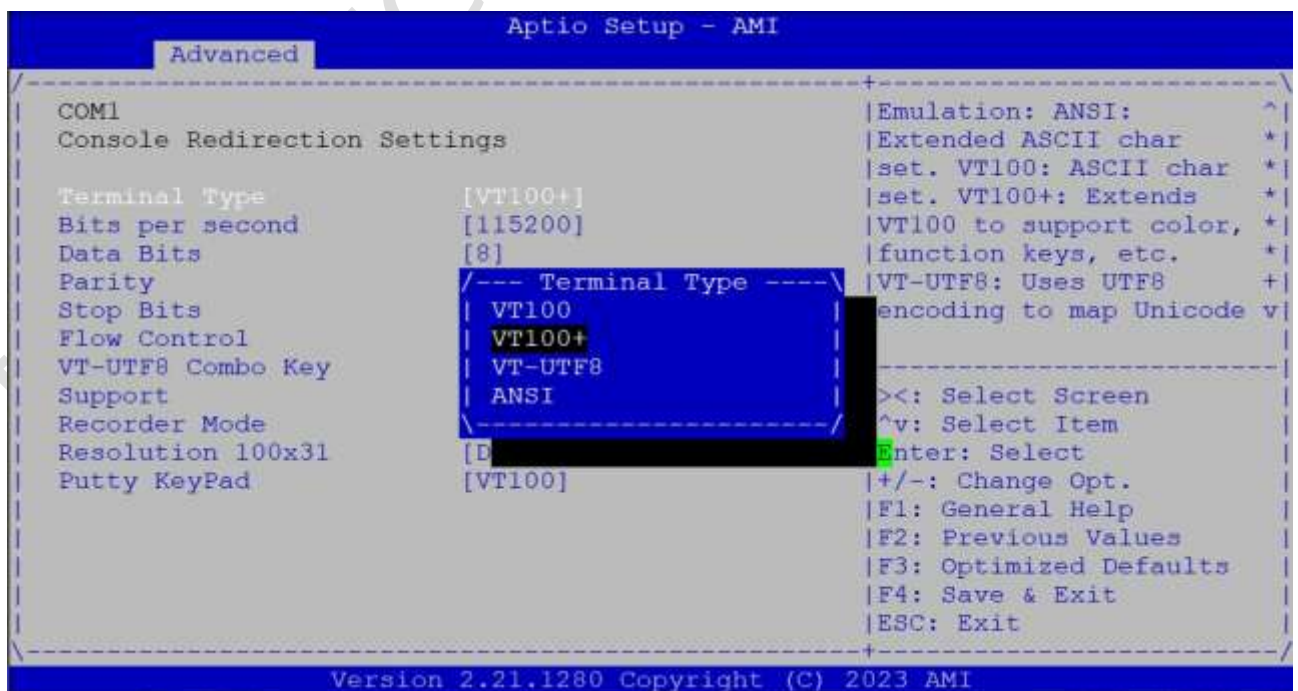 Aptio Setup - AMI
Advanced
COM1
Console Redirection Settings
Terminal Type [VT100+]
Bits per second [115200]
Data Bits [8]
Parity
Stop Bits
Flow Control
VT-UTF8 Combo Key
Support
Recorder Mode
Resolution 100x31 [D
Putty KeyPad [VT100]
/--- Terminal Type ----\
VT100
VT100+
VT-UTF8
ANSI
|Emulation: ANSI: ^|
|Extended ASCII char *|
|set. VT100: ASCII char *|
|set. VT100+: Extends *|
|VT100 to support color, *|
|function keys, etc. *|
|VT-UTF8: Uses UTF8 +|
encoding to map Unicode v|
><: Select Screen
^v: Select Item
Enter: Select
|+/-: Change Opt.
|F1: General Help
|F2: Previous Values
|F3: Optimized Defaults
|F4: Save & Exit
|ESC: Exit
Version 2.21.1280 Copyright (C) 2023 AMI